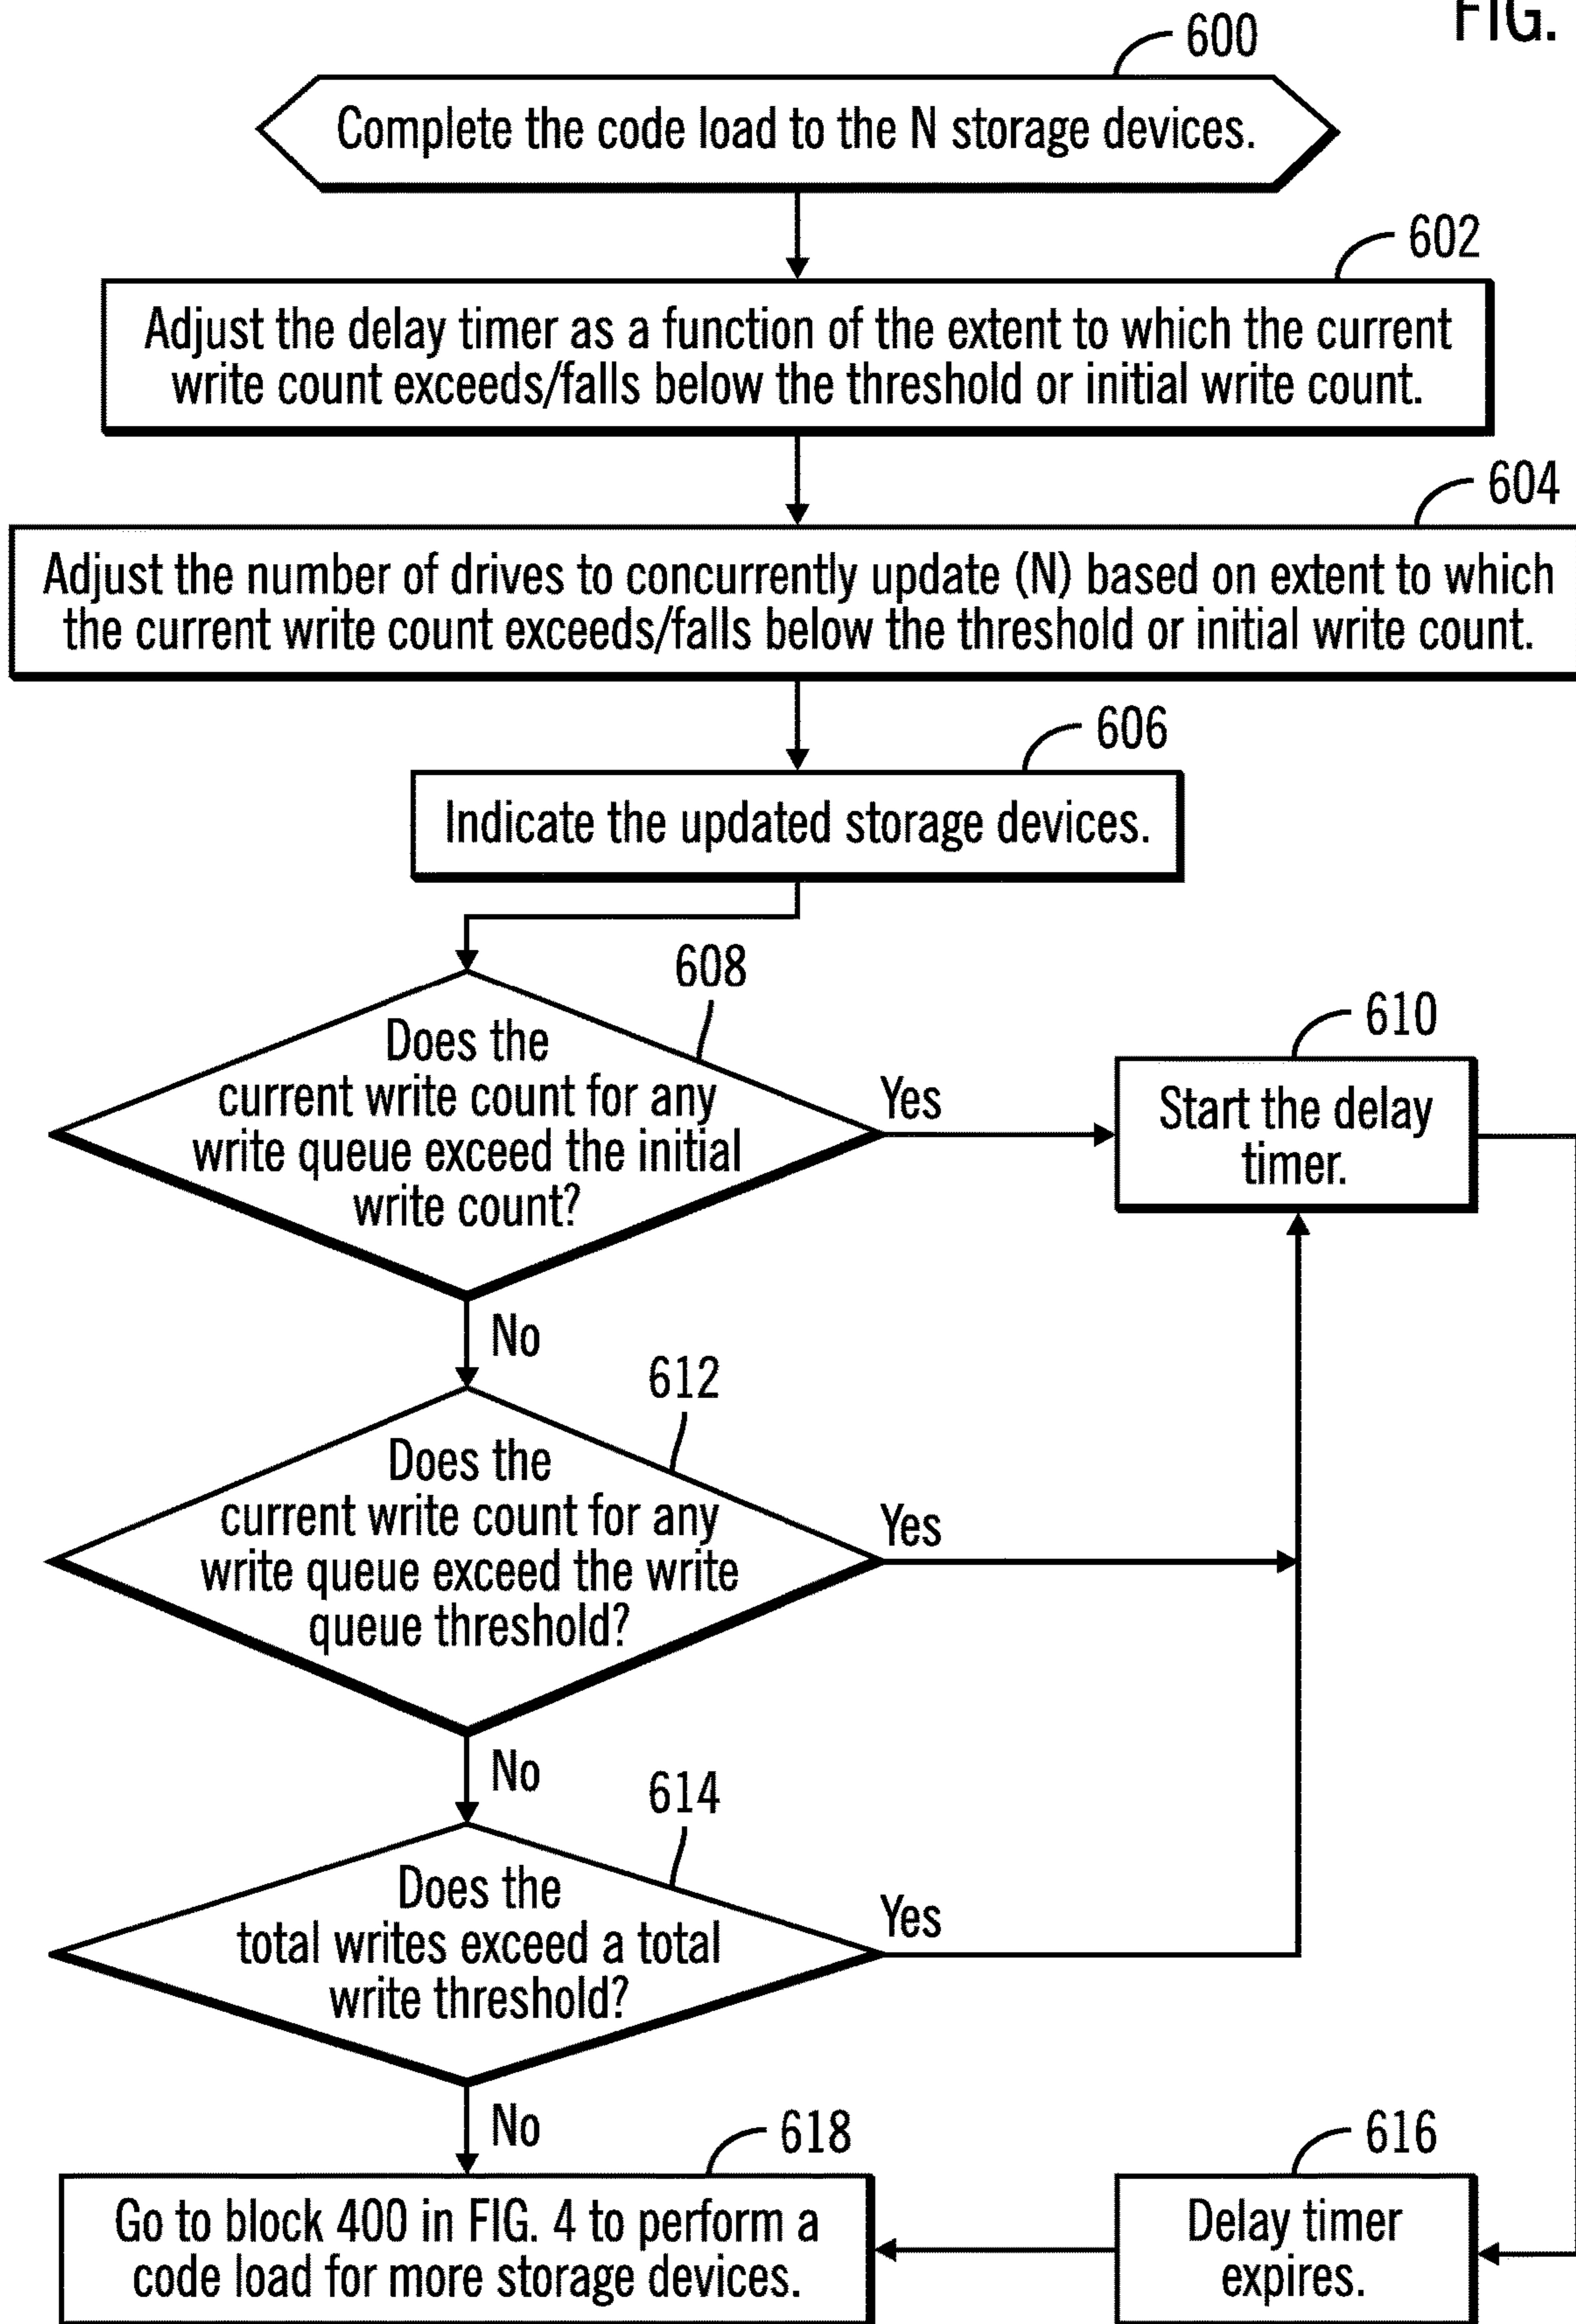 FIG.
600
Complete the code load to the N storage devices.
602
Adjust the delay timer as a function of the extent to which the current
write count exceeds/falls below the threshold or initial write count.
604
Adjust the number of drives to concurrently update (N) based on extent to which
the current write count exceeds/falls below the threshold or initial write count.
606
Indicate the updated storage devices.
608
Does the
current write count for any
write queue exceed the initial
write count?
Yes
610
Start the delay
timer.
No
612
Does the
current write count for any
write queue exceed the write
queue threshold?
Yes
No
614
Does the
total writes exceed a total
write threshold?
Yes
No
618
Go to block 400 in FIG. 4 to perform a
code load for more storage devices.
616
Delay timer
expires.